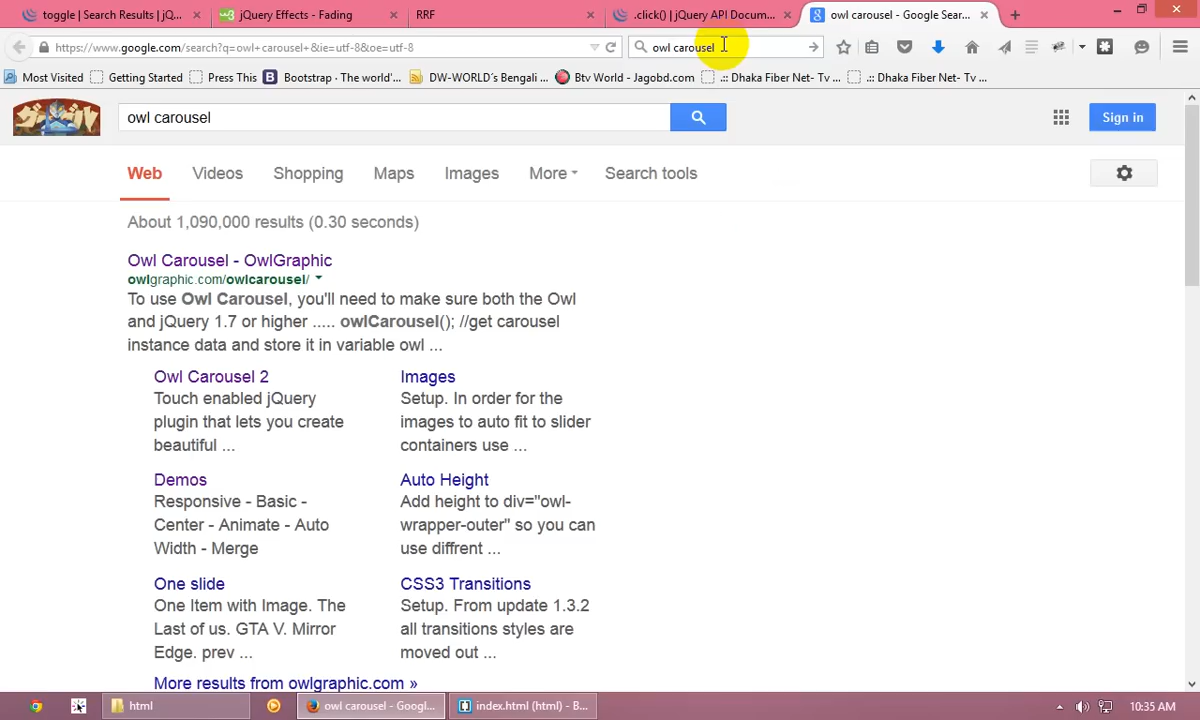 toggle | Search Results | jQ...
jQuery Effects - Fading
RRF
.click() | jQuery API Docum...
owl carousel - Google Sear...
https://www.google.com/search?q=owl+carousel+&ie=utf-8&oe=utf-8
owl carousel
Most Visited
Getting Started
Press This
Bootstrap · The world'...
DW-WORLD´s Bengali ...
Btv World - Jagobd.com
.:: Dhaka Fiber Net- Tv ...
.:: Dhaka Fiber Net- Tv ...
owl carousel
Sign in
Web
Videos
Shopping
Maps
Images
More
Search tools
About 1,090,000 results (0.30 seconds)
Owl Carousel - OwlGraphic
owlgraphic.com/owlcarousel/
To use Owl Carousel, you'll need to make sure both the Owl
and jQuery 1.7 or higher ..... owlCarousel(); //get carousel
instance data and store it in variable owl ...
Owl Carousel 2
Touch enabled jQuery
plugin that lets you create
beautiful ...
Images
Setup. In order for the
images to auto fit to slider
containers use ...
Demos
Responsive - Basic -
Center - Animate - Auto
Width - Merge
Auto Height
Add height to div="owl-
wrapper-outer" so you can
use diffrent ...
One slide
One Item with Image. The
Last of us. GTA V. Mirror
Edge. prev ...
CSS3 Transitions
Setup. From update 1.3.2
all transitions styles are
moved out ...
More results from owlgraphic.com »
html
owl carousel - Googl...
index.html (html) - B...
10:35 AM